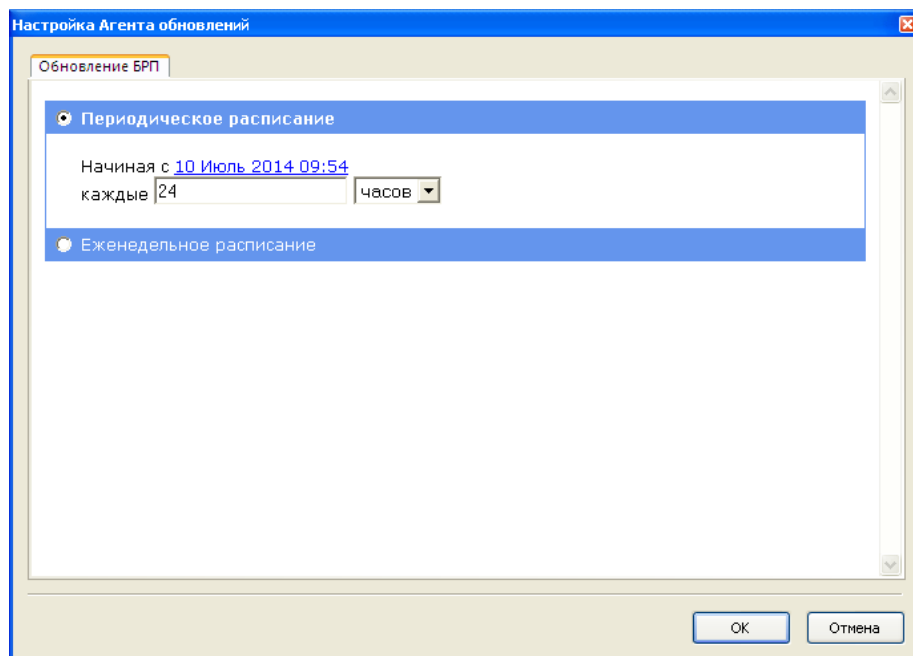 Настройка Агента обновлений
Обновление БРП
Периодическое расписание
Начиная с 10 Июль 2014 09:54
каждые 24 часов
Еженедельное расписание
OK Отмена